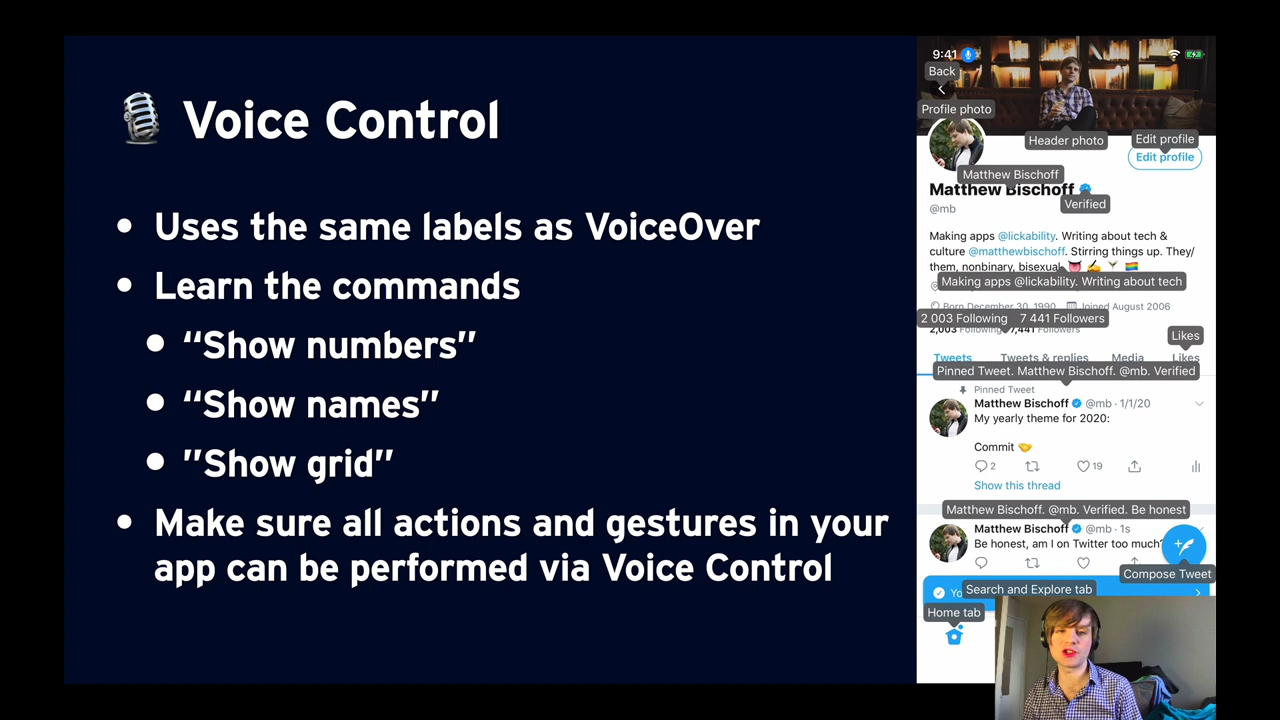 Voice Control
• Uses the same labels as VoiceOver
• Learn the commands
• “Show numbers”
• “Show names”
• ”Show grid”
• Make sure all actions and gestures in your
app can be performed via Voice Control
9:41
Back
Profile photo
Header photo
Edit profile
Edit profile
Matthew Bischoff
Matthew Bischoff
Verified
@mb
Making apps @lickability. Writing about tech &
culture @matthewbischoff. Stirring things up. They/
them, nonbinary, bisexual
Making apps @lickability. Writing about tech
Born December 30, 1990 Joined August 2006
2 003 Following 7 441 Followers
2,003 Following 7,441 Followers
Likes
Tweets Tweets & replies Media Likes
Pinned Tweet. Matthew Bischoff. @mb. Verified
Pinned Tweet
Matthew Bischoff @mb · 1/1/20
My yearly theme for 2020:
Commit
2 19
Show this thread
Matthew Bischoff. @mb. Verified. Be honest
Matthew Bischoff @mb · 1s
Be honest, am I on Twitter too much?
Compose Tweet
Search and Explore tab
Home tab